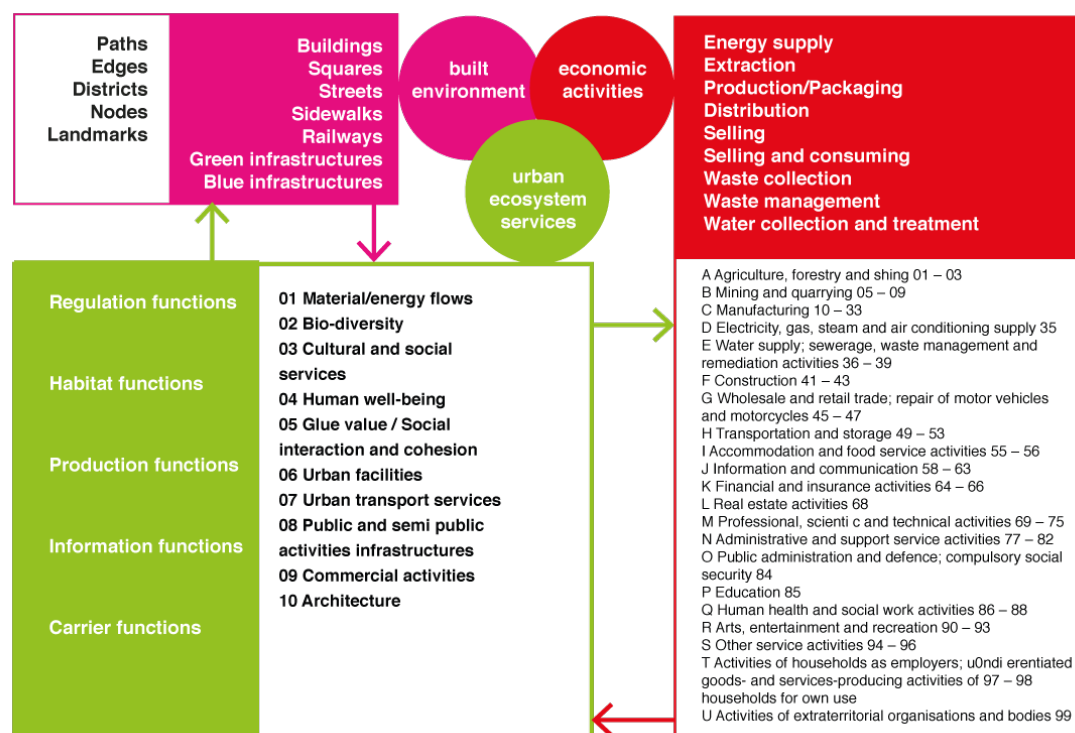 Paths
Edges
Districts
Nodes
Landmarks
Buildings
Squares
Streets
Sidewalks
Railways
Green infrastructures
Blue infrastructures
built
environment
economic
activities
urban
ecosystem
services
Energy supply
Extraction
Production/Packaging
Distribution
Selling
Selling and consuming
Waste collection
Waste management
Water collection and treatment
Regulation functions
Habitat functions
Production functions
Information functions
Carrier functions
01 Material/energy flows
02 Bio-diversity
03 Cultural and social
services
04 Human well-being
05 Glue value / Social
interaction and cohesion
06 Urban facilities
07 Urban transport services
08 Public and semi public
activities infrastructures
09 Commercial activities
10 Architecture
A Agriculture, forestry and shing 01 – 03
B Mining and quarrying 05 – 09
C Manufacturing 10 – 33
D Electricity, gas, steam and air conditioning supply 35
E Water supply; sewerage, waste management and
remediation activities 36 – 39
F Construction 41 – 43
G Wholesale and retail trade; repair of motor vehicles
and motorcycles 45 – 47
H Transportation and storage 49 – 53
I Accommodation and food service activities 55 – 56
J Information and communication 58 – 63
K Financial and insurance activities 64 – 66
L Real estate activities 68
M Professional, scienti c and technical activities 69 – 75
N Administrative and support service activities 77 – 82
O Public administration and defence; compulsory social
security 84
P Education 85
Q Human health and social work activities 86 – 88
R Arts, entertainment and recreation 90 – 93
S Other service activities 94 – 96
T Activities of households as employers; u0ndi erentiated
goods- and services-producing activities of 97 – 98
households for own use
U Activities of extraterritorial organisations and bodies 99